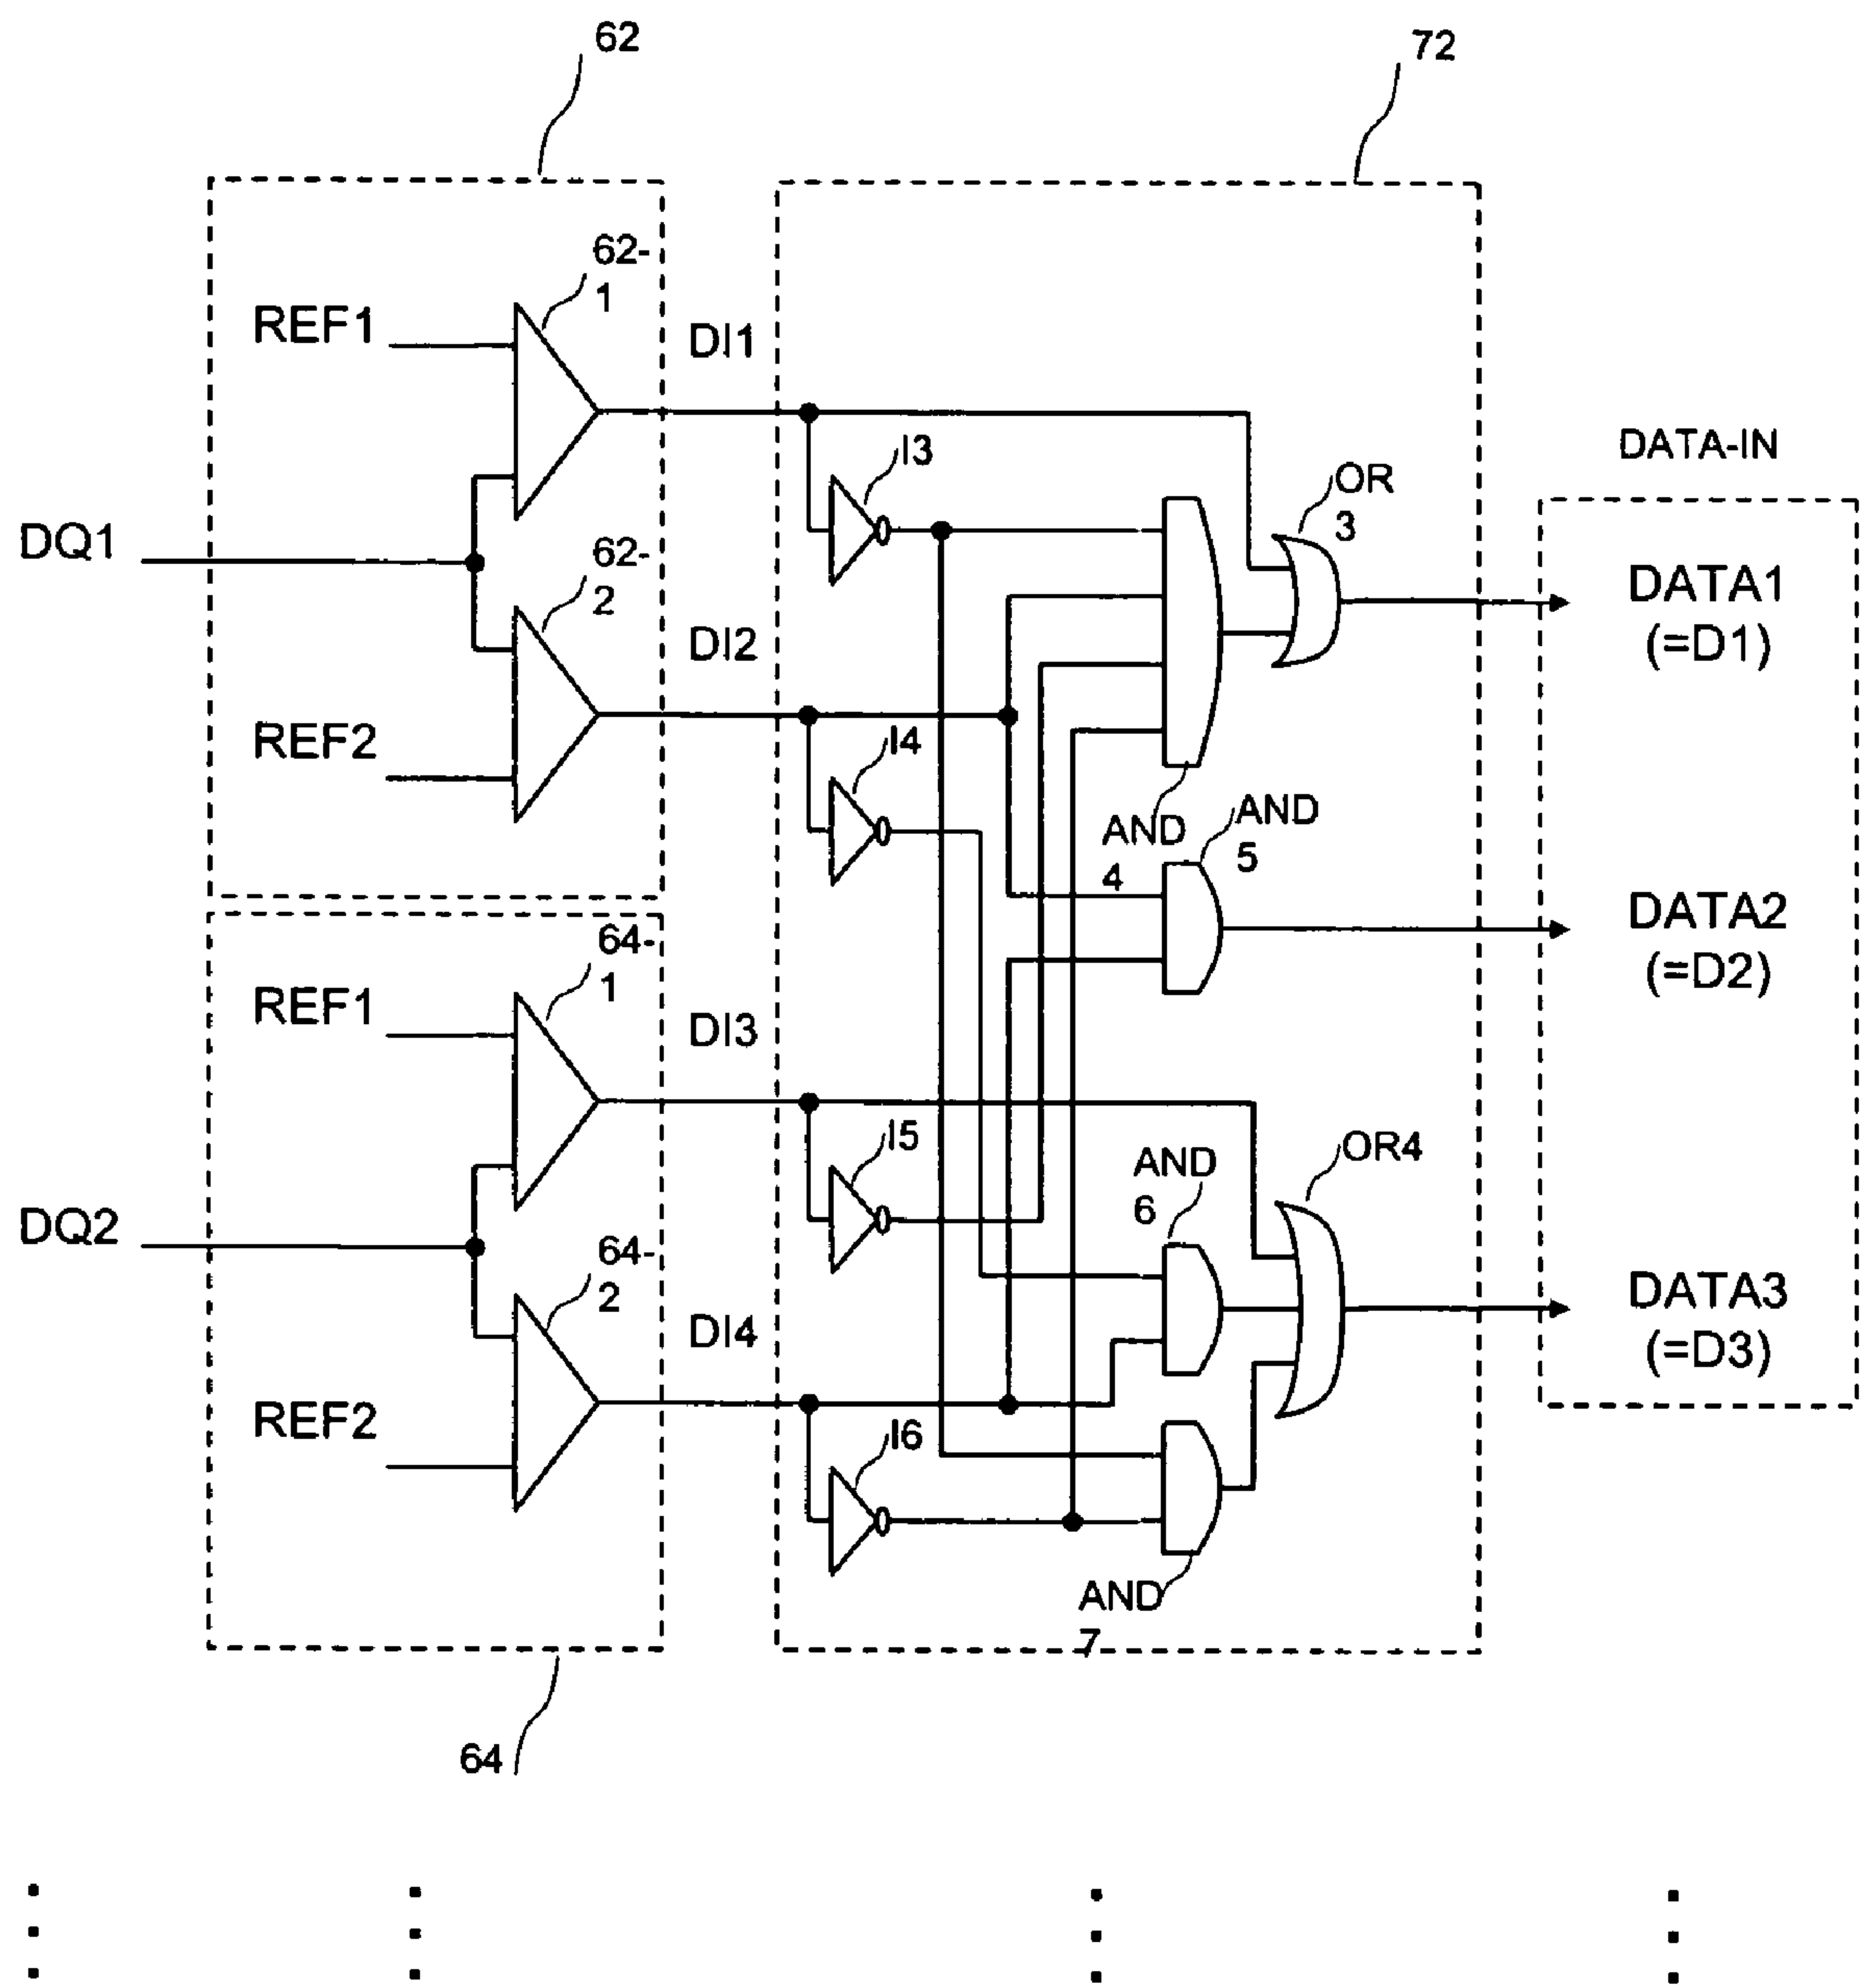 62
72
62-
1
REF1
DI1
I3
DATA-IN
OR
3
DQ1
62-
2
DATA1
(=D1)
DI2
REF2
I4
AND
4
AND
5
DATA2
(=D2)
64-
1
REF1
DI3
I5
AND
6
OR4
DQ2
64-
2
DATA3
(=D3)
DI4
REF2
I6
AND
7
64